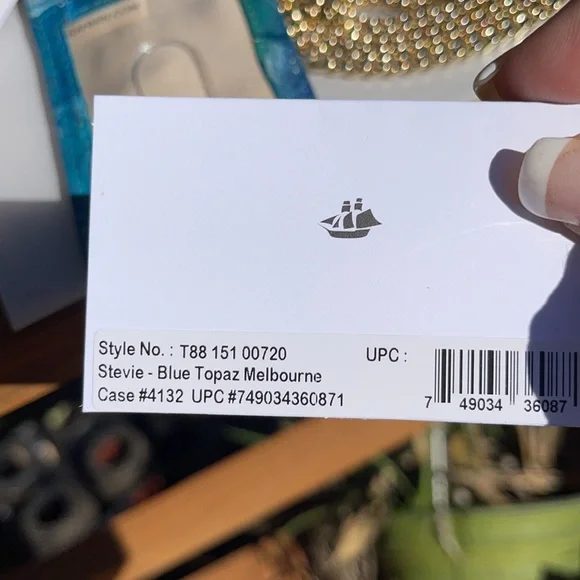 Style No. : T88 151 00720 UPC :
Stevie - Blue Topaz Melbourne
Case #4132 UPC #749034360871
7 49034 36087